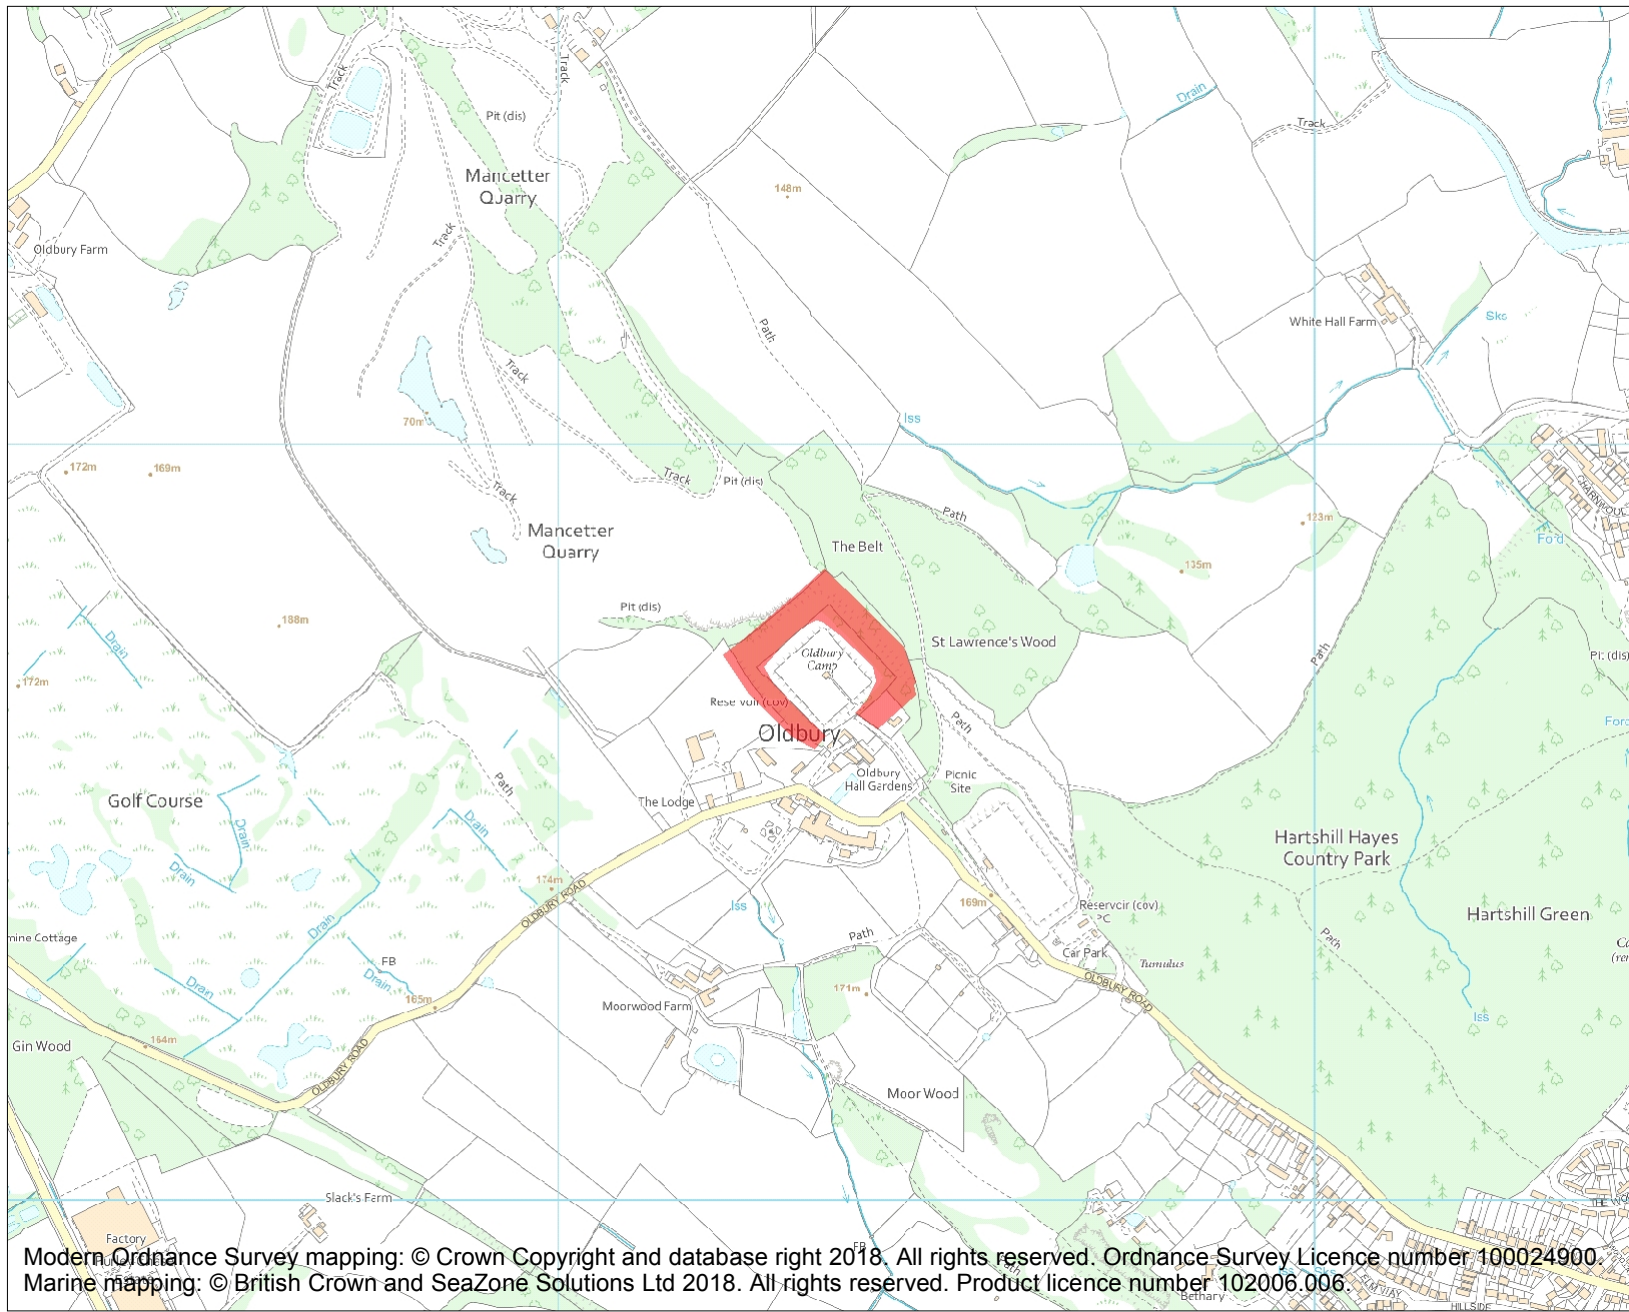 Track
Track
Pit (dis)
Mancetter
Quarry
Drain
Track
148m
Oldbury Farm
Track
White Hall Farm
Path
Track
70m
Iss
172m
169m
Track
Track
Pit (dis)
Path
123m
Mancetter
Quarry
The Belt
135m
Pit (dis)
188m
Drain
St Lawrence's Wood
Oldbury
Camp
Path
172m
Oldbury
Path
Golf Course
Path
Oldbury
Hall Gardens
Picnic
Site
The Lodge
Drain
Drain
Drain
Hartshill Hayes
Country Park
174m
OLDBURY ROAD
169m
Iss
Reservoir (cov)
PC
Hartshill Green
mine Cottage
Drain
Path
Path
Car Park
Tumulus
FB
Drain
Drain
165m
171m
OLDBURY ROAD
Moorwood Farm
Iss
164m
Gin Wood
OLDBURY ROAD
Moor Wood
Slack's Farm
Factory
FB
Path
Modern Ordnance Survey mapping: © Crown Copyright and database right 2018. All rights reserved. Ordnance Survey Licence number 100024900.
Marine mapping: © British Crown and SeaZone Solutions Ltd 2018. All rights reserved. Product licence number 102006.006.
Bethany
HILLSIDE